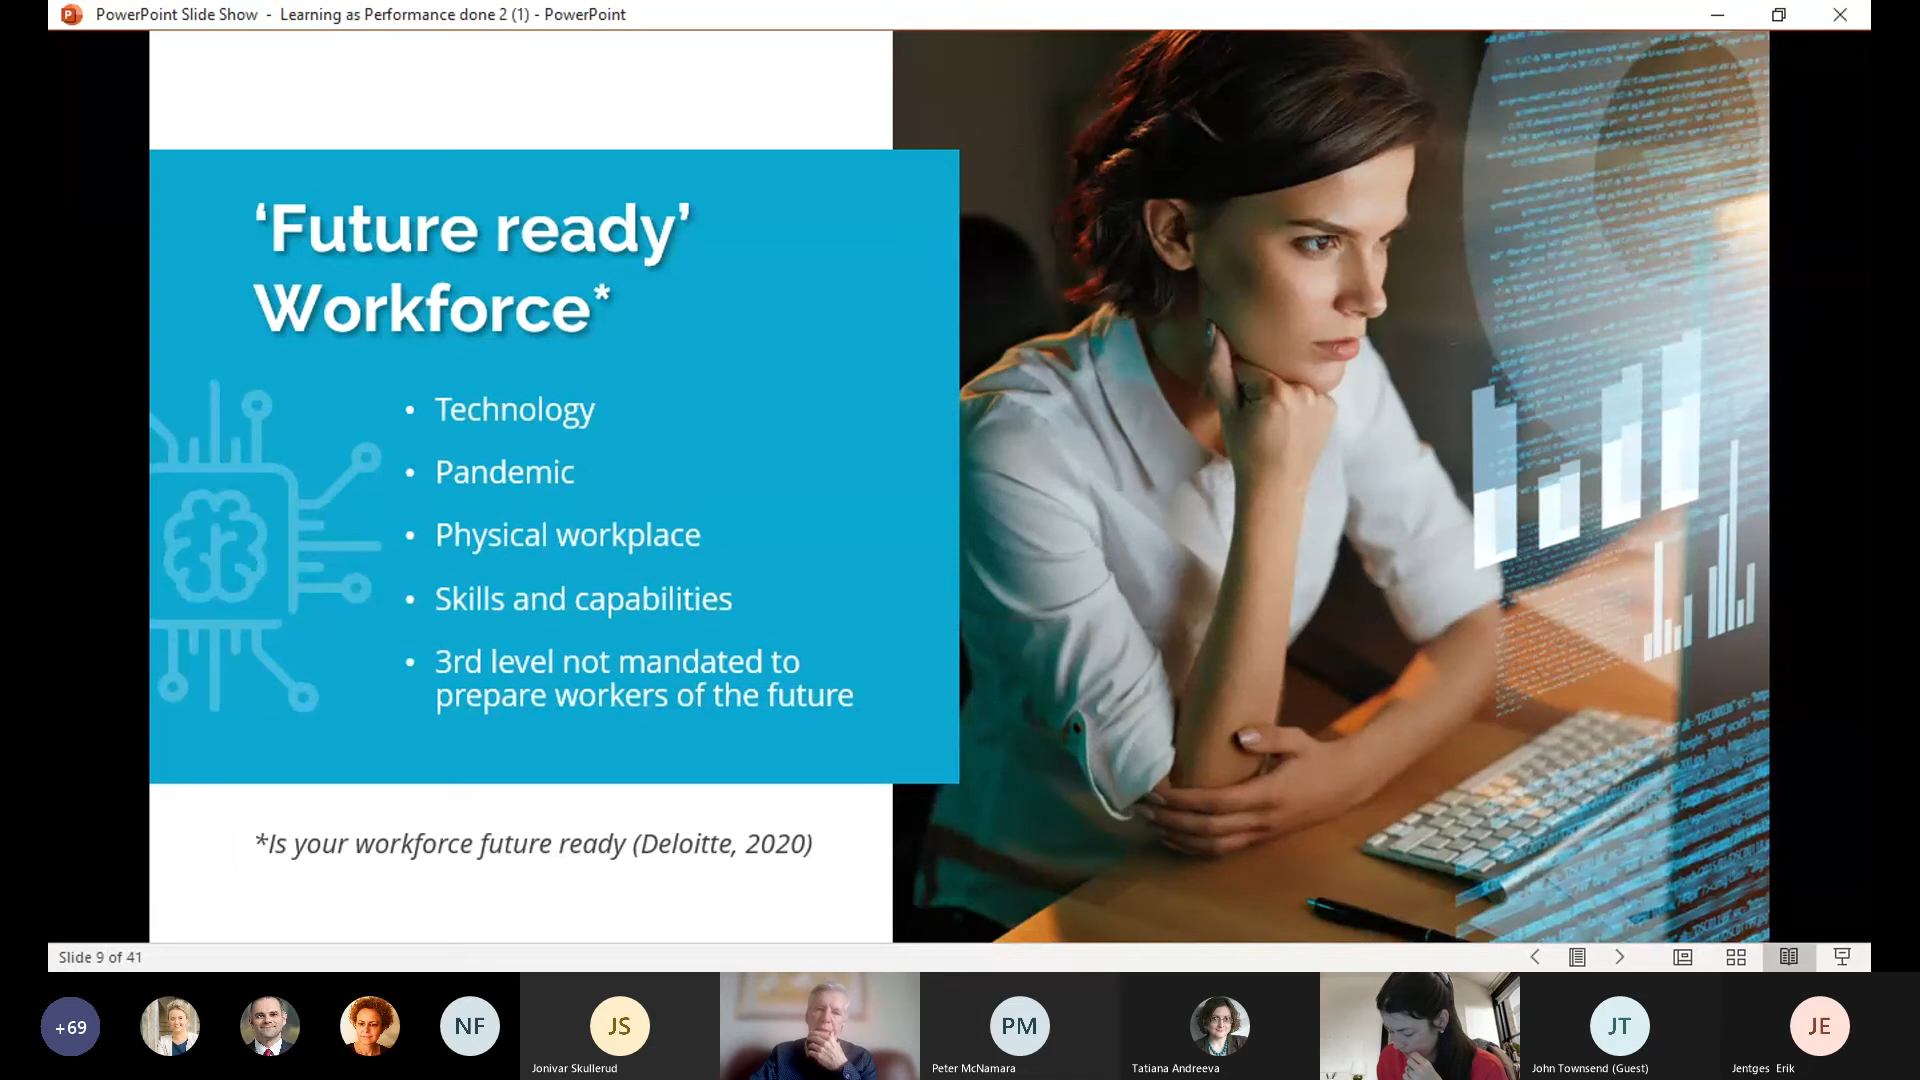 PowerPoint Slide Show - Learning as Performance done 2 (1) - PowerPoint
‘Future ready’
Workforce*
• Technology
• Pandemic
• Physical workplace
• Skills and capabilities
• 3rd level not mandated to
prepare workers of the future
*Is your workforce future ready (Deloitte, 2020)
Slide 9 of 41
+69
NF
JS
PM
JT
JE
Jonivar Skullerud
Peter McNamara
Tatiana Andreeva
John Townsend (Guest)
Jentges Erik